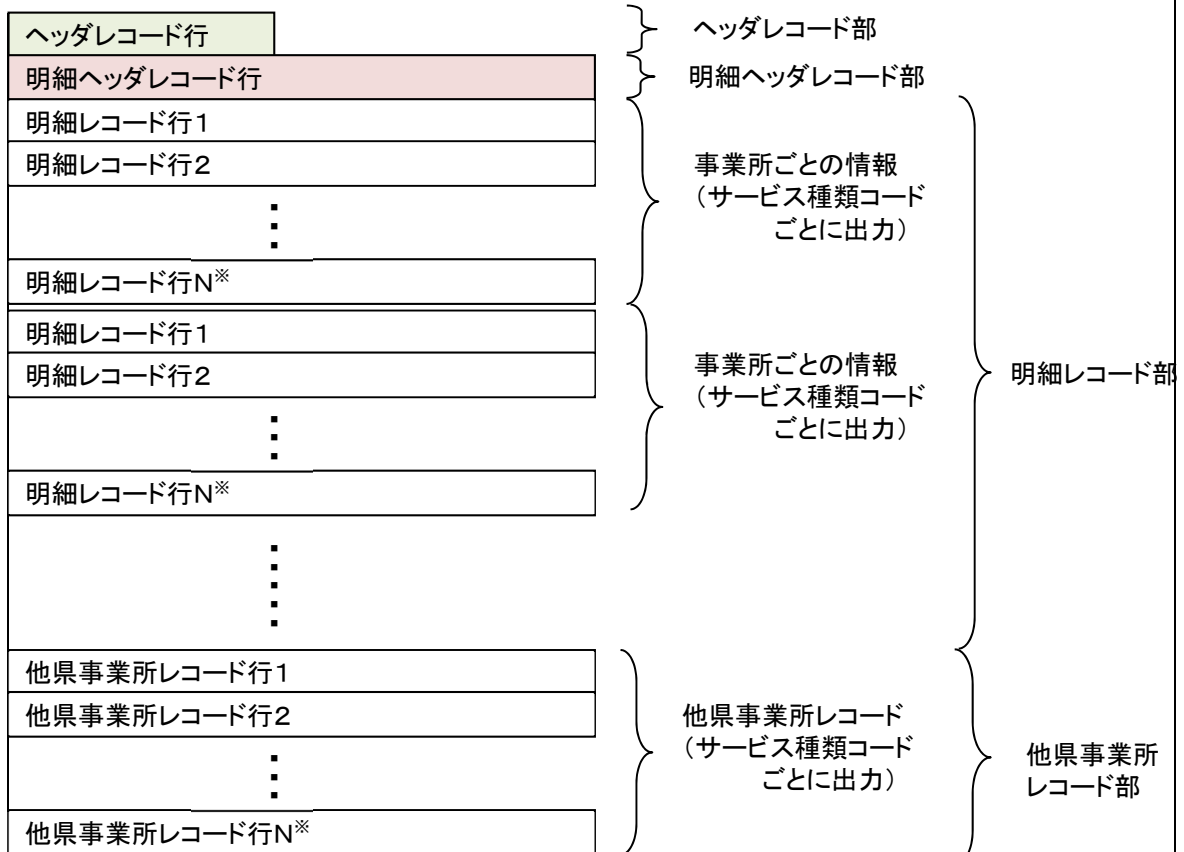 ヘッダレコード行
ヘッダレコード部
明細ヘッダレコード行
明細ヘッダレコード部
明細レコード行1
明細レコード行2
事業所ごとの情報
(サービス種類コード
ごとに出力)
明細レコード行N※
明細レコード行1
明細レコード行2
事業所ごとの情報
(サービス種類コード
ごとに出力)
明細レコード部
明細レコード行N※
他県事業所レコード行1
他県事業所レコード行2
他県事業所レコード
(サービス種類コード
ごとに出力)
他県事業所
レコード部
他県事業所レコード行N※